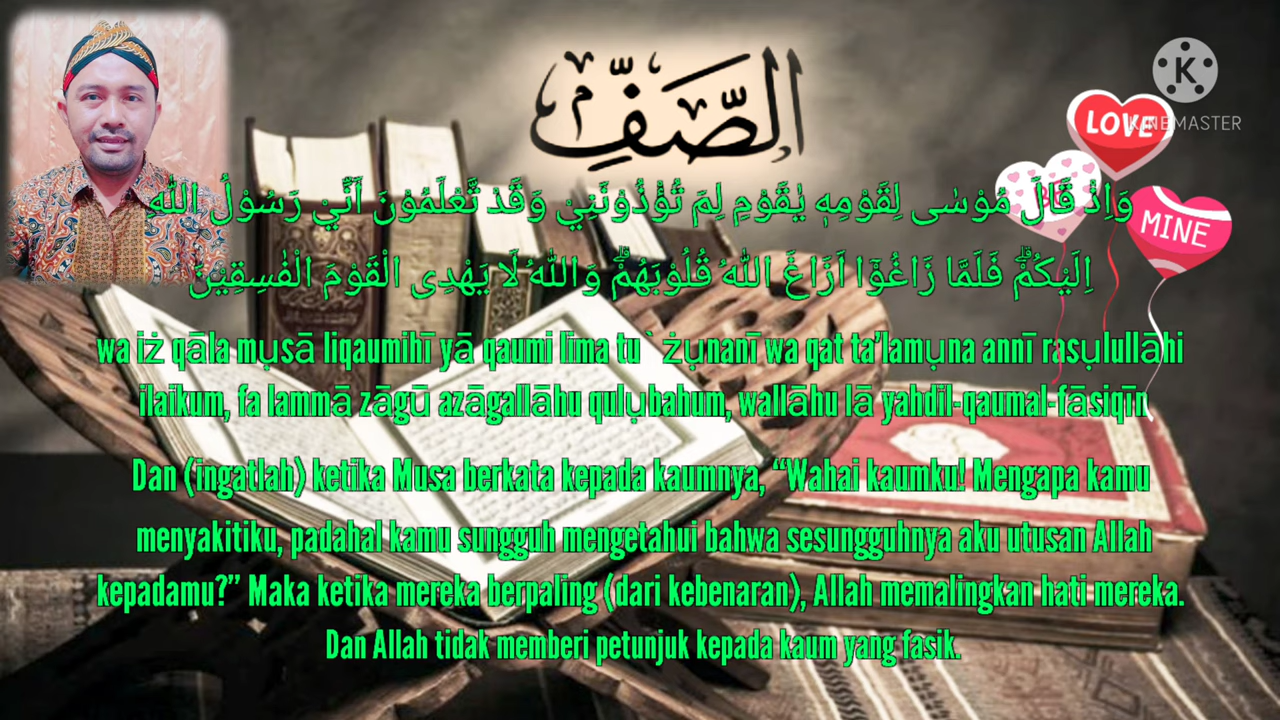 الصَّفِّ
LOVE
KINEMASTER
MINE
وَاِذْ قَالَ مُوْسٰى لِقَوْمِهٖ يٰقَوْمِ لِمَ تُؤْذُوْنَنِيْ وَقَدْ تَّعْلَمُوْنَ اَنِّيْ رَسُوْلُ اللّٰهِ
اِلَيْكُمْۗ فَلَمَّا زَاغُوْٓا اَزَاغَ اللّٰهُ قُلُوْبَهُمْۗ وَاللّٰهُ لَا يَهْدِى الْقَوْمَ الْفٰسِقِيْنَ
wa iż qāla mụsā liqaumihī yā qaumi lima tu`żụnanī wa qat ta'lamụna annī rasụlullāhi
ilaikum, fa lammā zāgū azāgallāhu qulụbahum, wallāhu lā yahdil-qaumal-fāsiqīn
Dan (ingatlah) ketika Musa berkata kepada kaumnya, “Wahai kaumku! Mengapa kamu
menyakitiku, padahal kamu sungguh mengetahui bahwa sesungguhnya aku utusan Allah
kepadamu?” Maka ketika mereka berpaling (dari kebenaran), Allah memalingkan hati mereka.
Dan Allah tidak memberi petunjuk kepada kaum yang fasik.